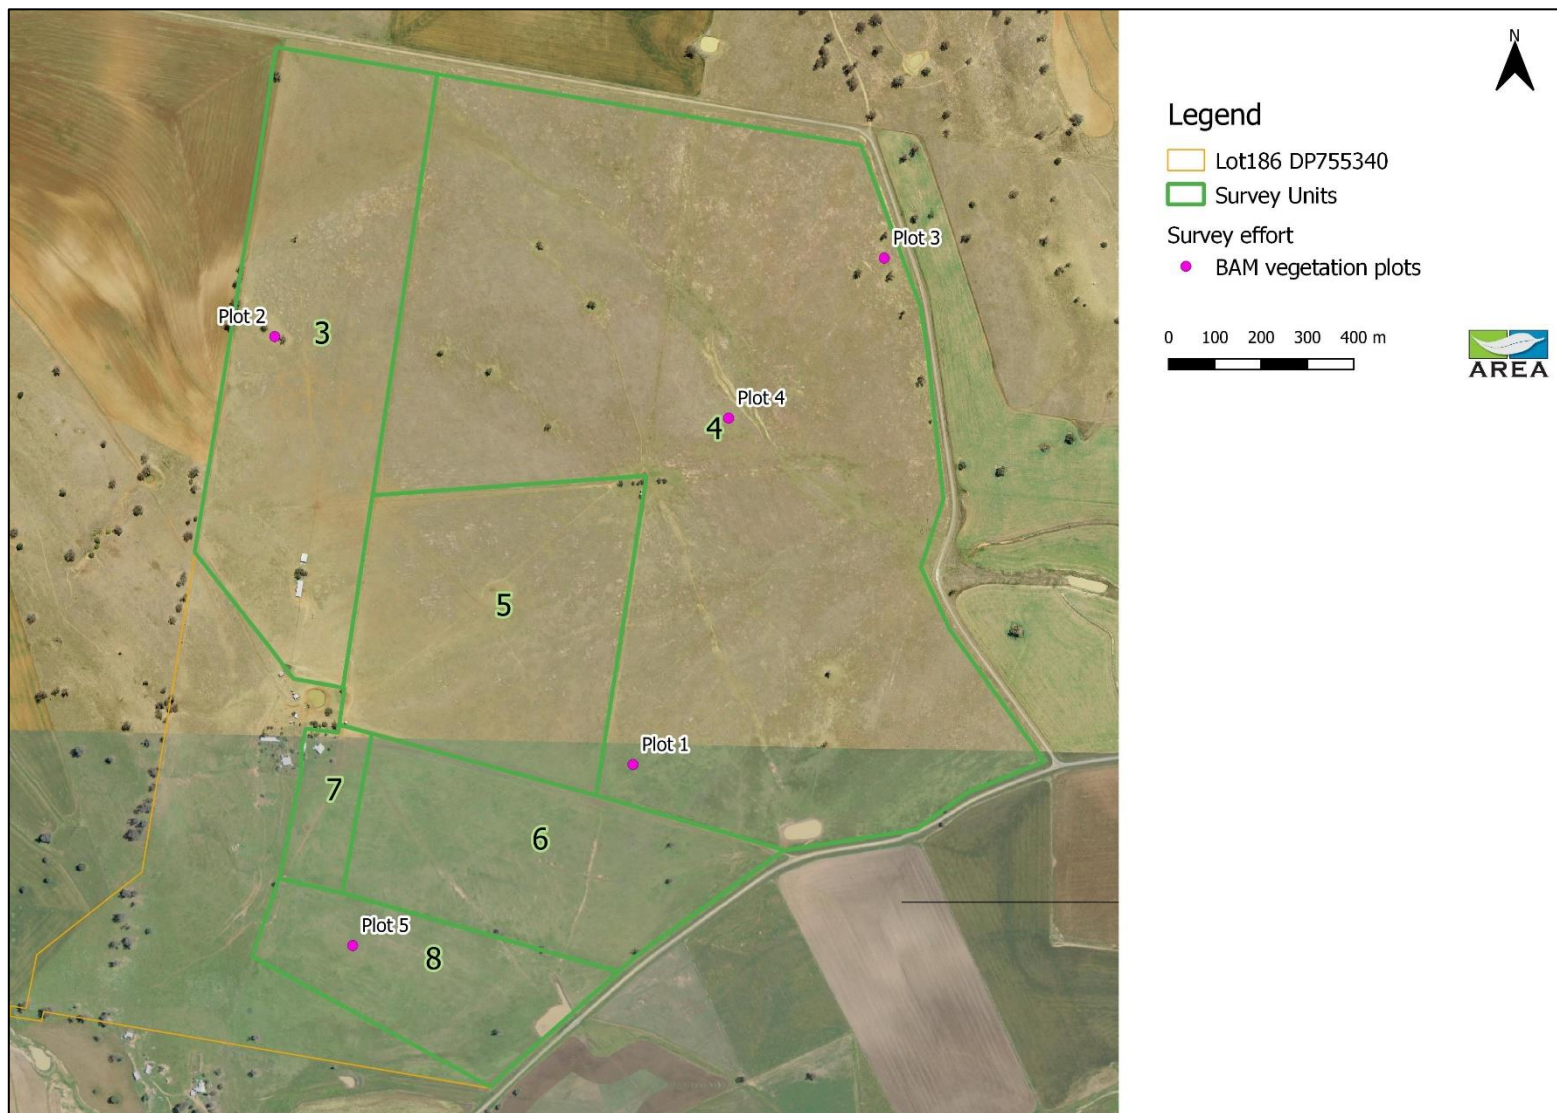 N
Legend
Lot186 DP755340
Survey Units
Survey effort
BAM vegetation plots
0 100 200 300 400 m
AREA
Plot 3
Plot 2
3
Plot 4
4
5
Plot 1
7
6
Plot 5
8